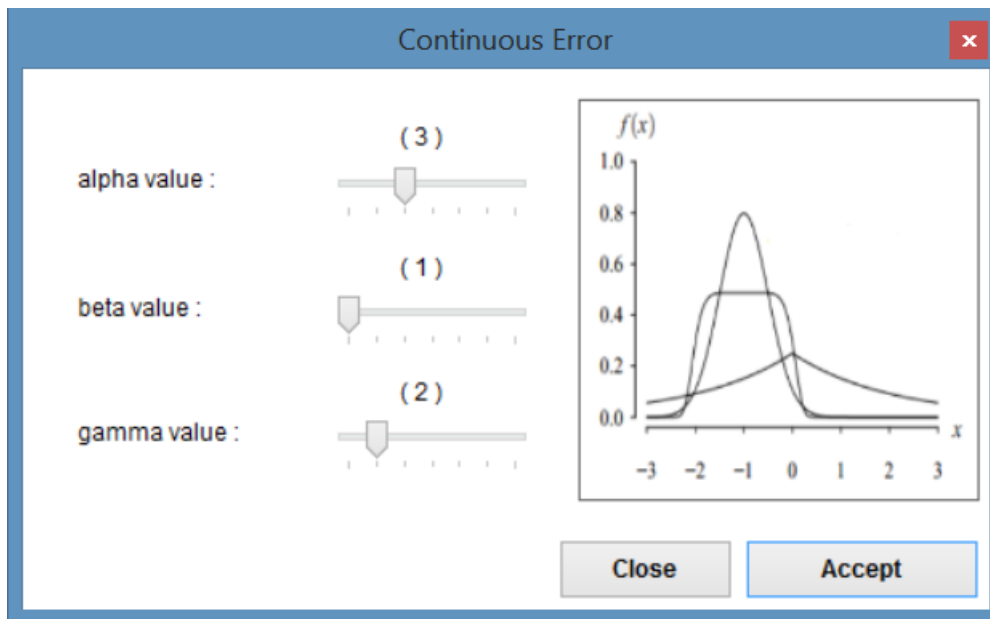 Continuous Error
x
( 3 )
alpha value :
( 1 )
beta value :
( 2 )
gamma value :
f(x)
1.0
0.8
0.6
0.4
0.2
0.0
x
−3 −2 −1 0 1 2 3
Close Accept